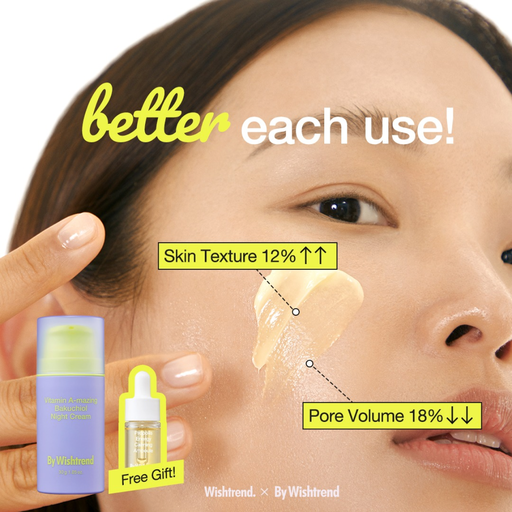 better each use!
Skin Texture 12%↑↑
Pore Volume 18%↓↓
Vitamin A-mazing
Bakuchiol
Night Cream
By Wishtrend
Free Gift!
Wishtrend. × By Wishtrend